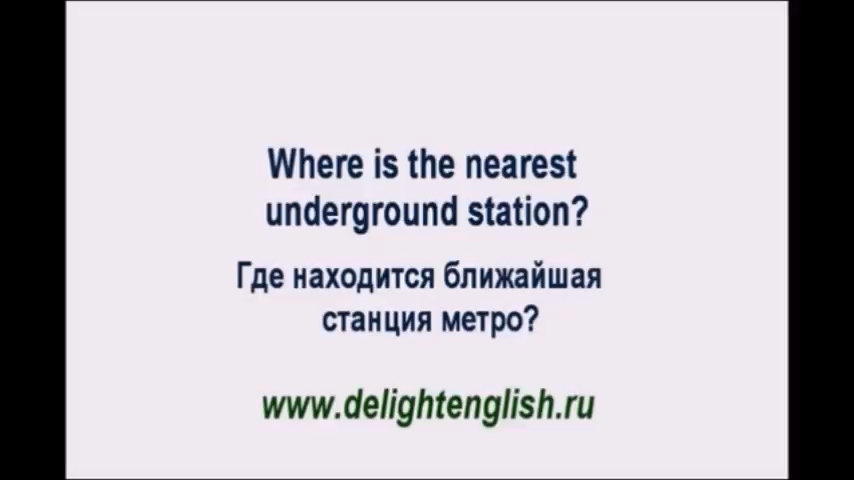 Where is the nearest
underground station?
Где находится ближайшая
станция метро?
www.delightenglish.ru